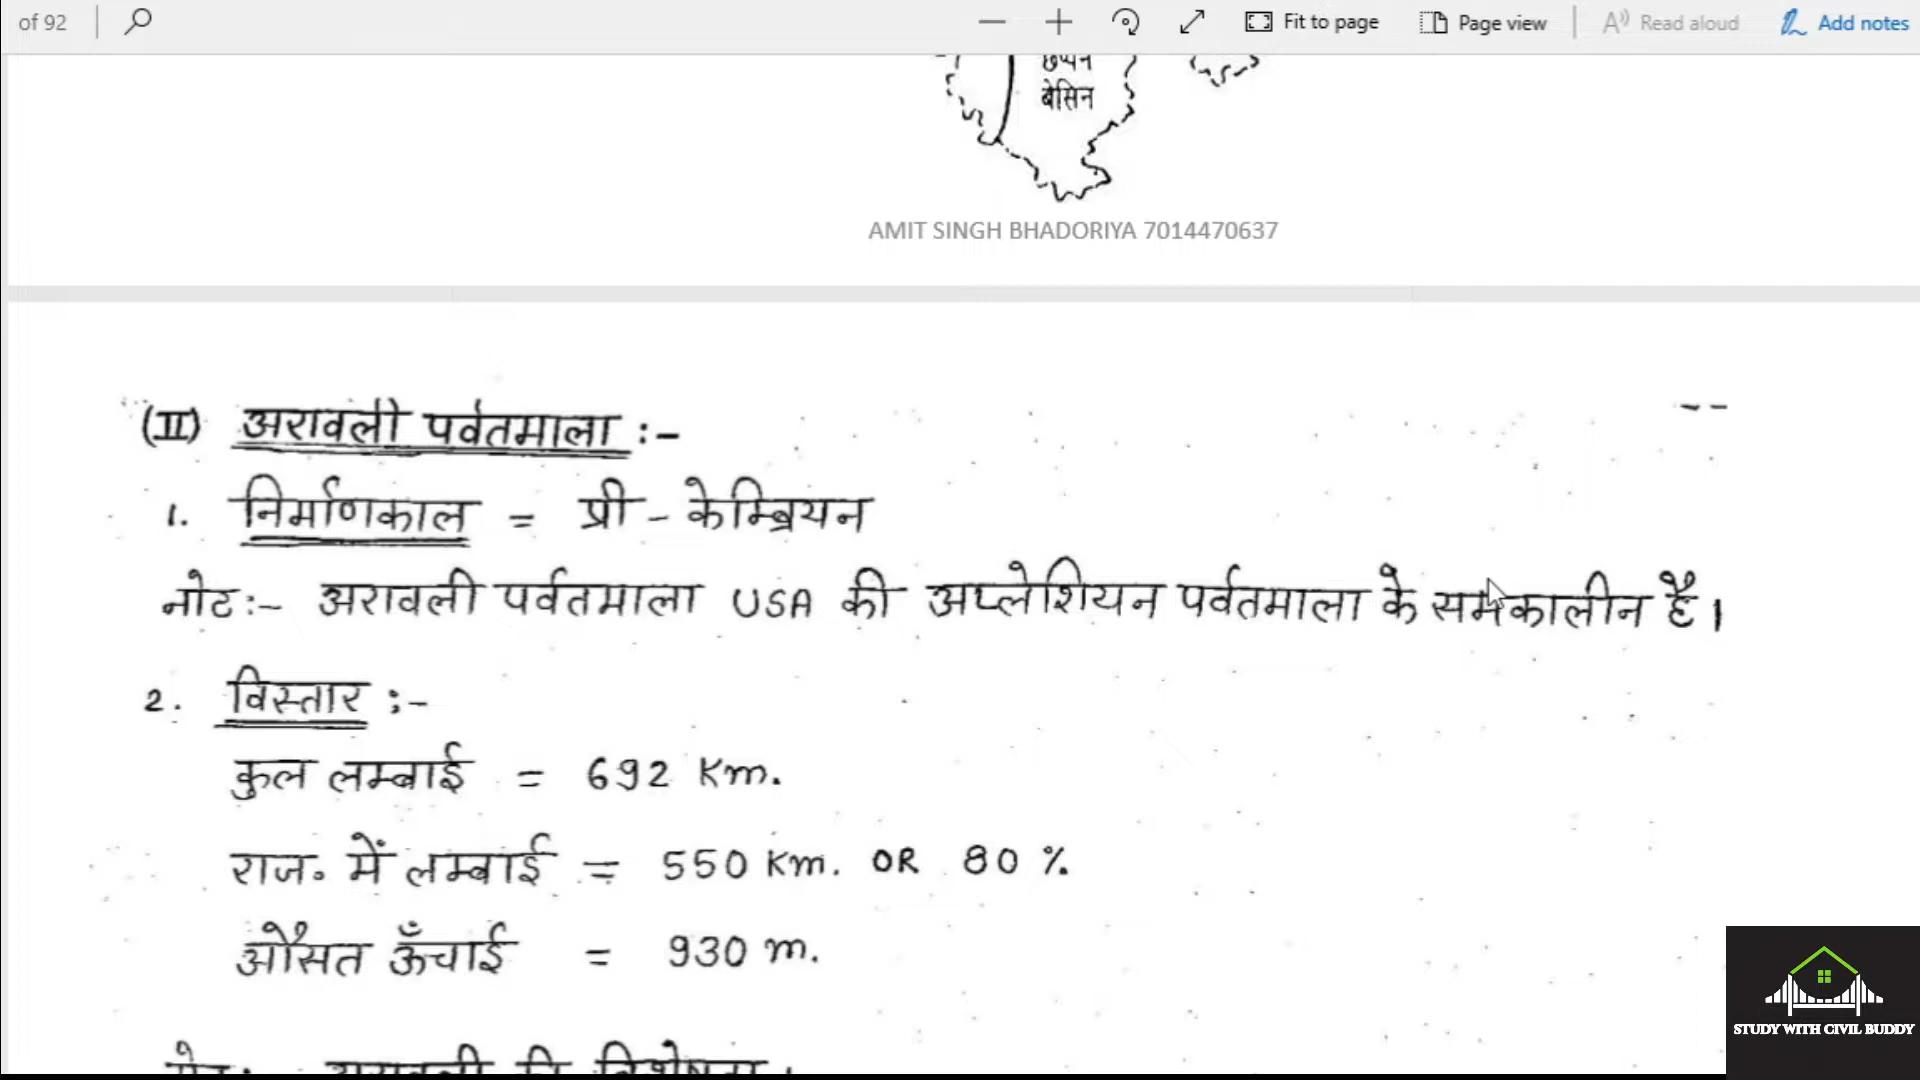 of 92
Fit to page
Page view
Read aloud
Add notes
छप्पन
बेसिन
AMIT SINGH BHADORIYA 7014470637
(II) अरावली पर्वतमाला :-
1. निर्माणकाल = प्री - केम्ब्रियन
नोट:- अरावली पर्वतमाला USA की अप्लेशियन पर्वतमाला के समकालीन है।
2. विस्तार :-
कुल लम्बाई = 692 Km.
राज. में लम्बाई = 550 Km. OR 80 %
औसत ऊँचाई = 930 m.
STUDY WITH CIVIL BUDDY